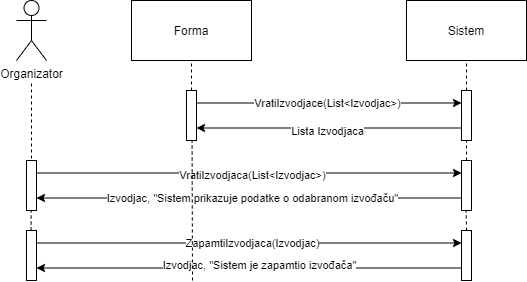 Forma
Sistem
Organizator
VratiIzvodjace(List<Izvodjac>)
Lista Izvodjaca
VratiIzvodjaca(List<Izvodjac>)
Izvodjac, "Sistem prikazuje podatke o odabranom izvođaču"
ZapamtiIzvodjaca(Izvodjac)
Izvodjac, "Sistem je zapamtio izvođača"